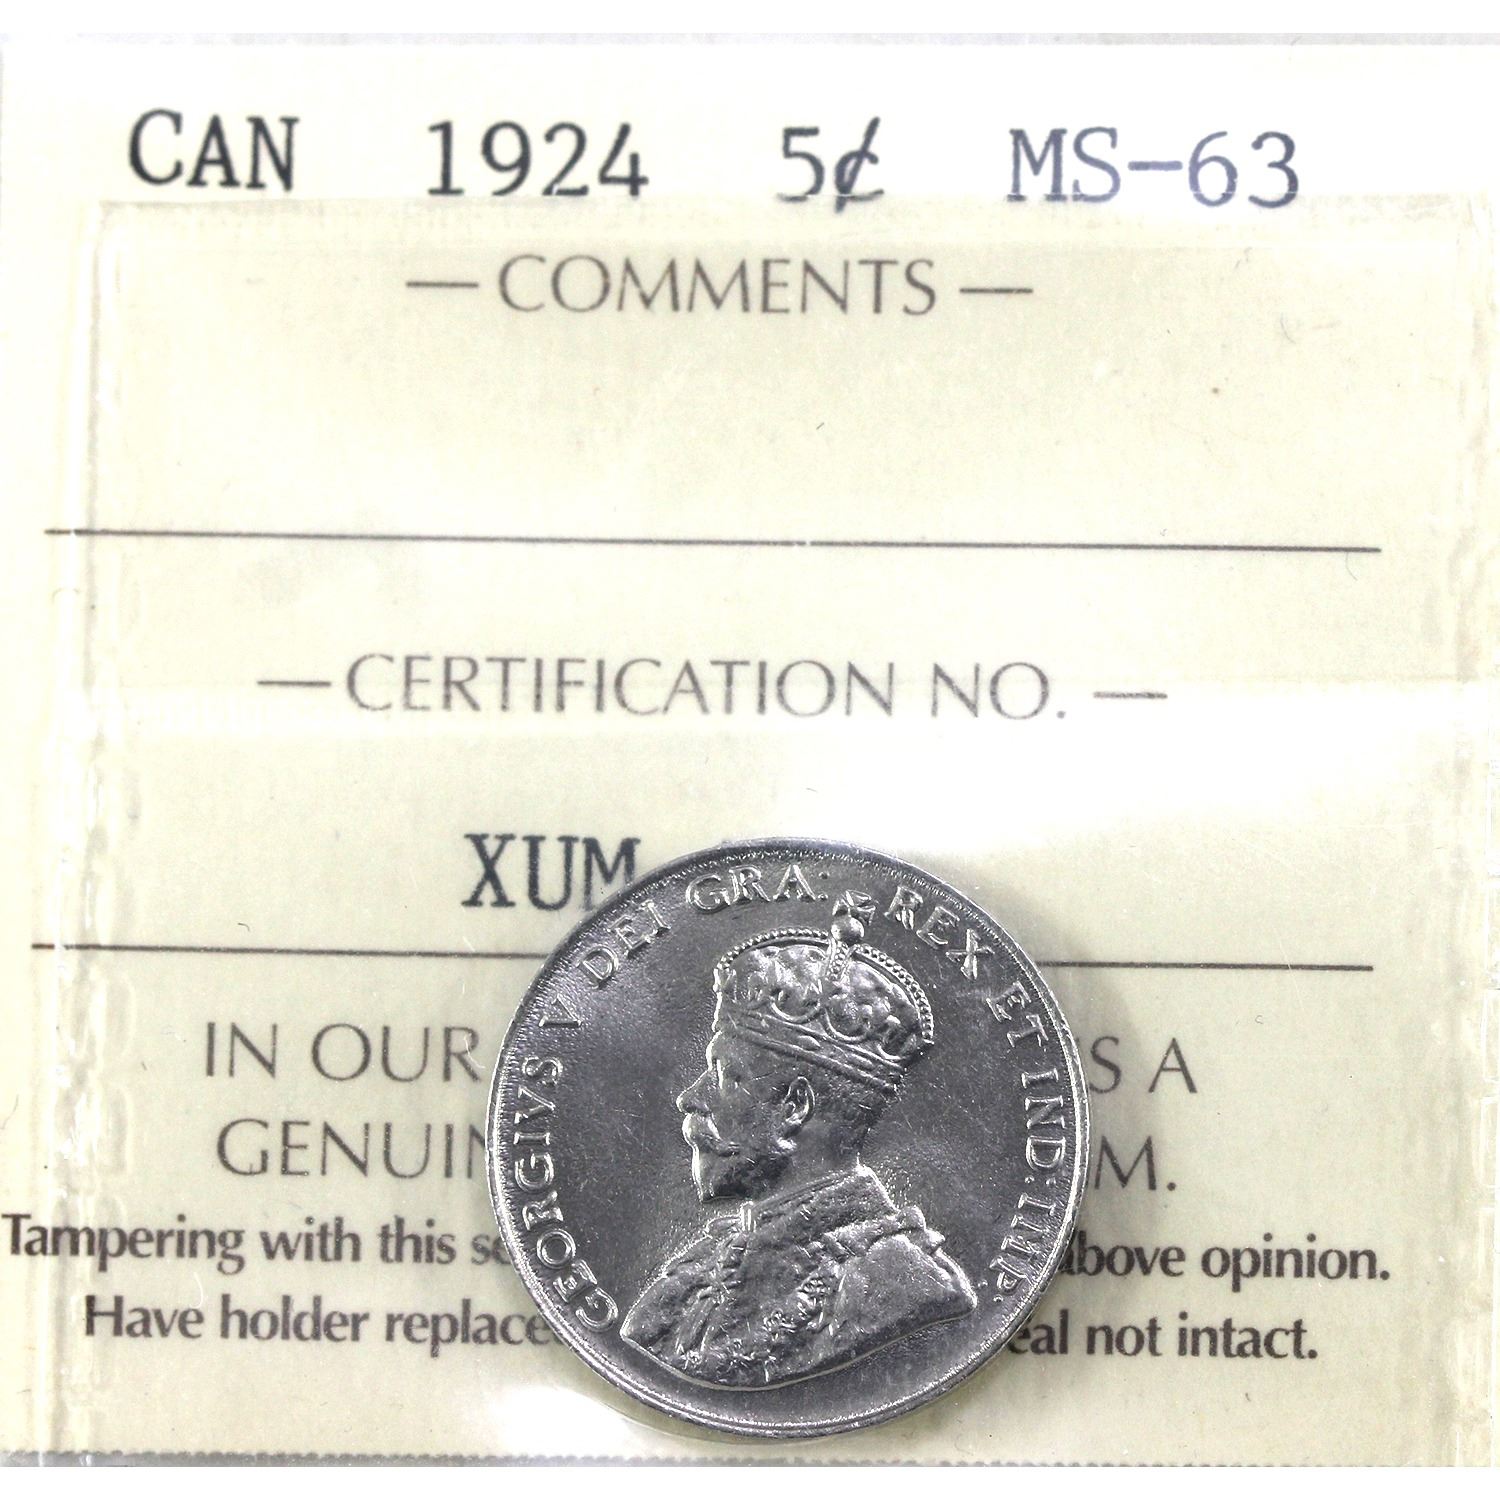 CAN 1924 5¢ MS-63
— COMMENTS —
— CERTIFICATION NO. —
XUM
GEORGIVS V DEI GRA: REX ET IND: IMP:
IN OUR S A
GENUIN M.
Tampering with this se above opinion.
Have holder replace eal not intact.